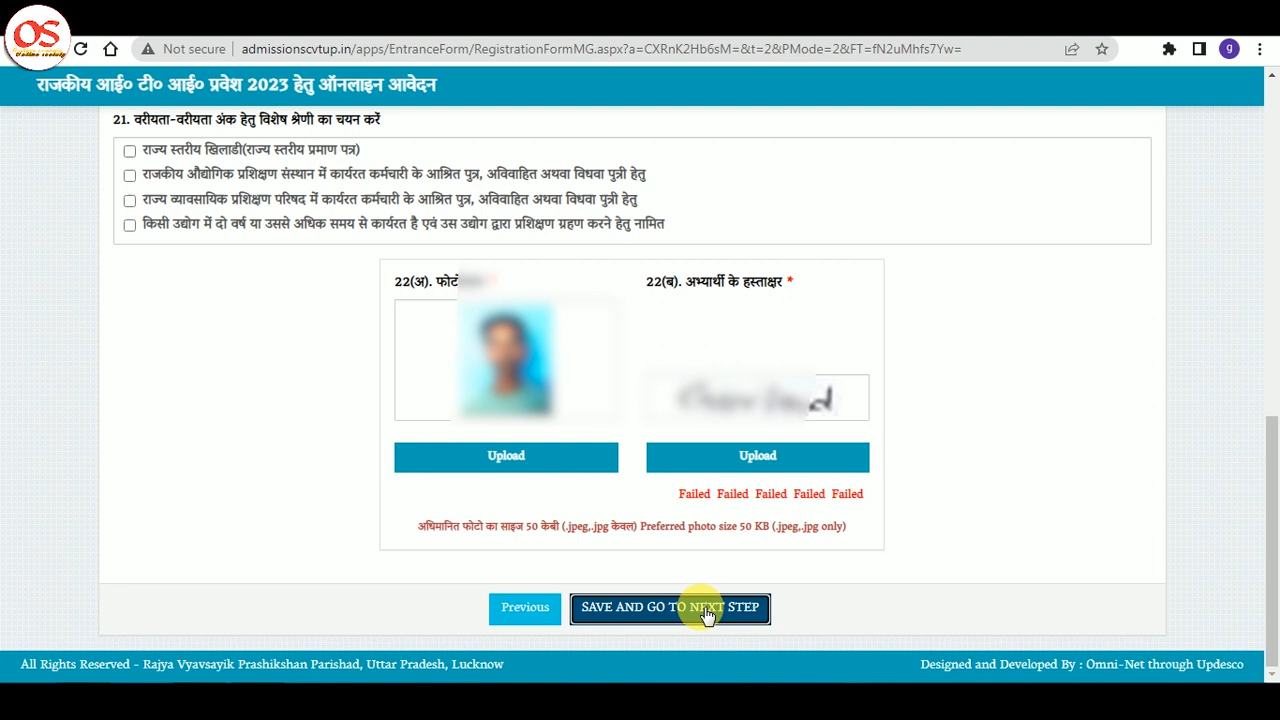 OS
Online society
Not secure admissionscvtup.in/apps/EntranceForms/RegistrationFormMG.aspx?a=CXRnK2Hb6sM=&t=2&PMode=2&FT=fN2uMhfs7Yw=
g
राजकीय आई० टी० आई० प्रवेश 2023 हेतु ऑनलाइन आवेदन
21. वरीयता-वरीयता अंक हेतु विशेष श्रेणी का चयन करें
राज्य स्तरीय खिलाडी(राज्य स्तरीय प्रमाण पत्र)
राजकीय औद्योगिक प्रशिक्षण संस्थान में कार्यरत कर्मचारी के आश्रित पुत्र, अविवाहित अथवा विधवा पुत्री हेतु
राज्य व्यावसायिक प्रशिक्षण परिषद में कार्यरत कर्मचारी के आश्रित पुत्र, अविवाहित अथवा विधवा पुत्री हेतु
किसी उद्योग में दो वर्ष या उससे अधिक समय से कार्यरत है एवं उस उद्योग द्वारा प्रशिक्षण ग्रहण करने हेतु नामित
22(अ). 22(ब). अभ्यार्थी के हस्ताक्षर *
Upload Upload
Failed Failed Failed Failed Failed
अधिमानित फोटो का साइज 50 केबी (.jpeg,.jpg केवल) Preferred photo size 50 KB (.jpeg,.jpg only)
Previous SAVE AND GO TO NEXT STEP
All Rights Reserved - Rajya Vyavsayik Prashikshan Parishad, Uttar Pradesh, Lucknow Designed and Developed By : Omni-Net through Updesco